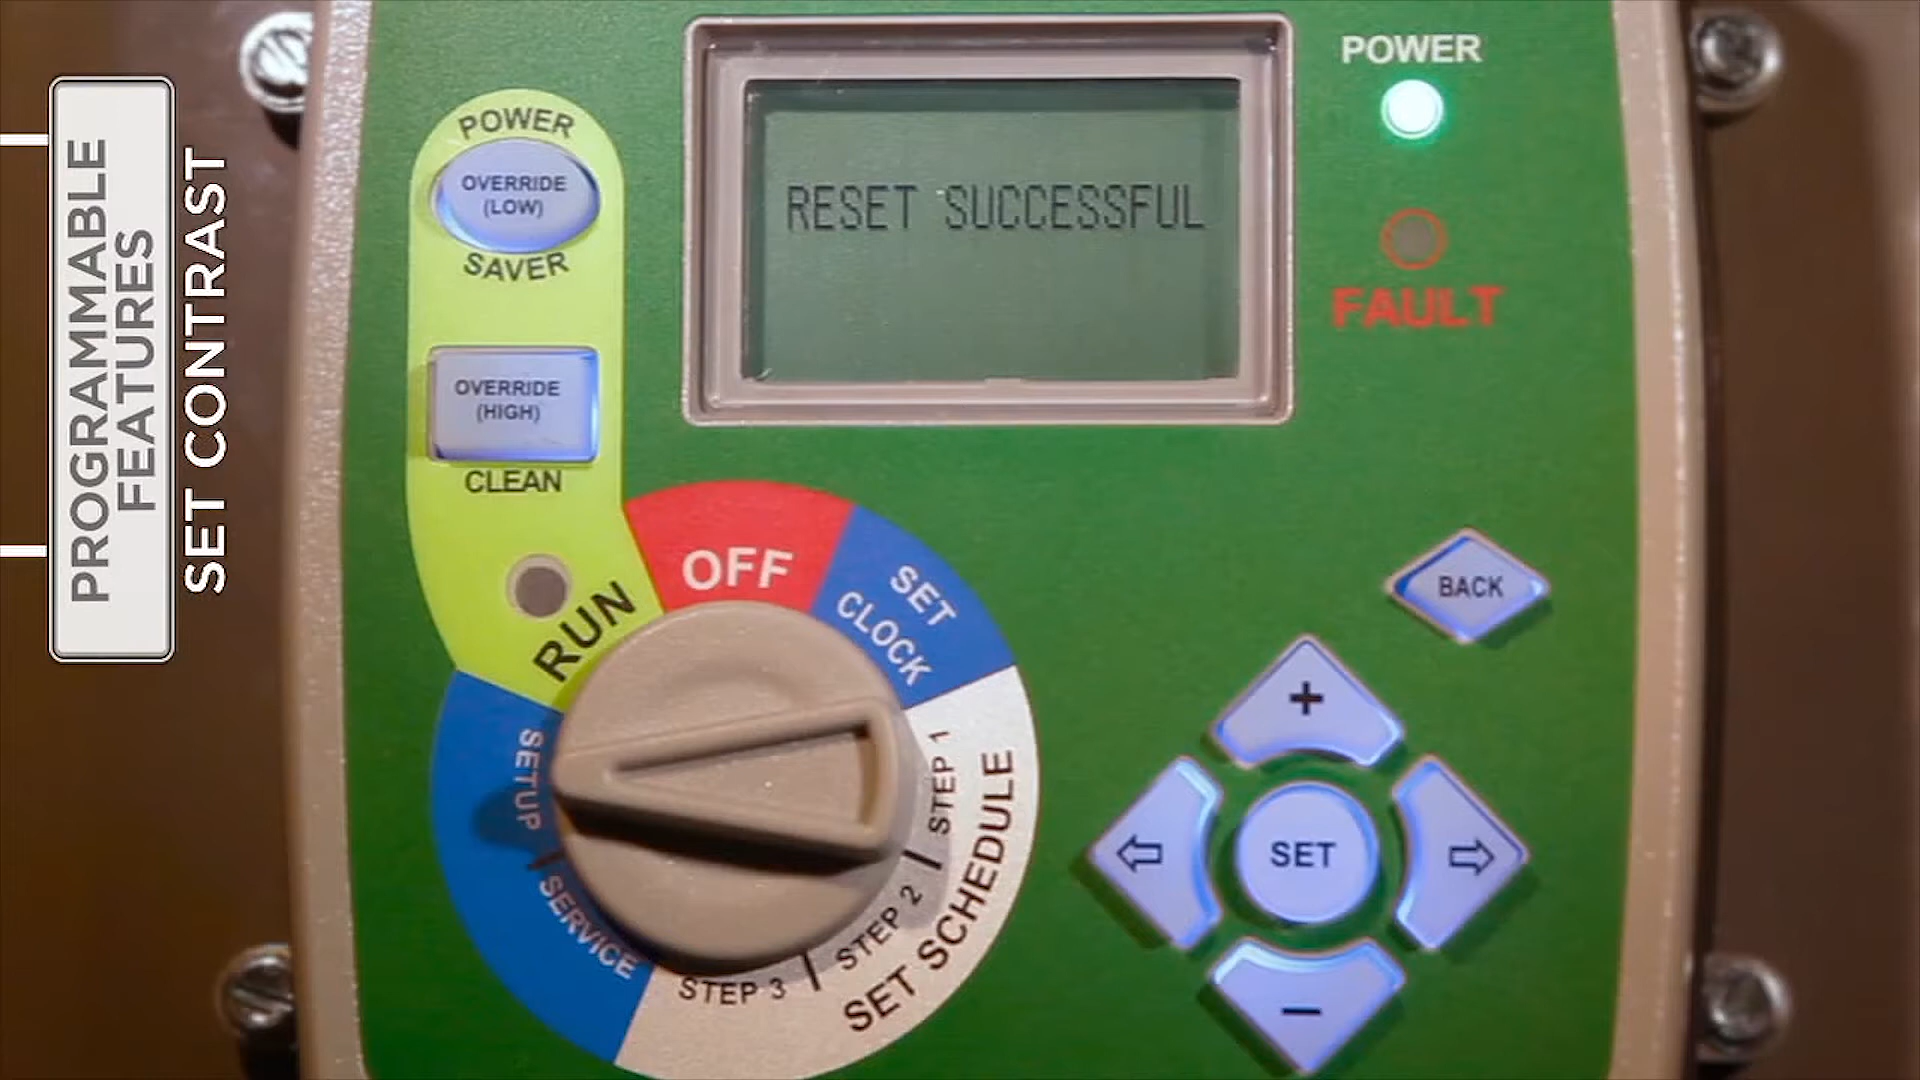 PROGRAMMABLE
FEATURES
SET CONTRAST
POWER
OVERRIDE
(LOW)
SAVER
OVERRIDE
(HIGH)
CLEAN
RESET SUCCESSFUL
POWER
FAULT
RUN
OFF
SET
CLOCK
STEP 1
STEP 2
STEP 3
SET SCHEDULE
SETUP
SERVICE
BACK
+
⇦
SET
⇨
−